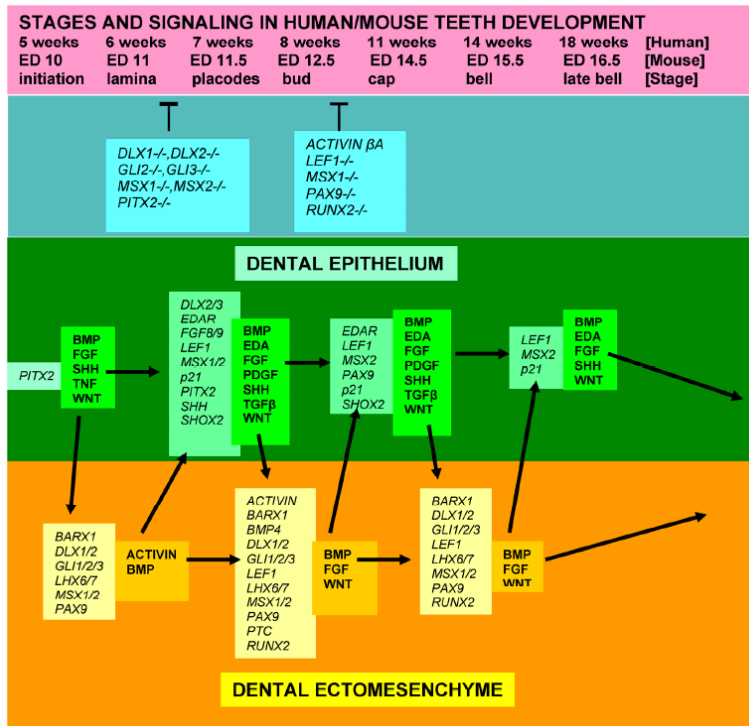 STAGES AND SIGNALING IN HUMAN/MOUSE TEETH DEVELOPMENT
5 weeks 6 weeks 7 weeks 8 weeks 11 weeks 14 weeks 18 weeks [Human]
ED 10 ED 11 ED 11.5 ED 12.5 ED 14.5 ED 15.5 ED 16.5 [Mouse]
initiation lamina placodes bud cap bell late bell [Stage]
DLX1-/-,DLX2-/-
GLI2-/-,GLI3-/-
MSX1-/-,MSX2-/-
PITX2-/-
ACTIVIN βA
LEF1-/-
MSX1-/-
PAX9-/-
RUNX2-/-
DENTAL EPITHELIUM
PITX2
BMP
FGF
SHH
TNF
WNT
DLX2/3
EDAR
FGF8/9
LEF1
MSX1/2
p21
PITX2
SHH
SHOX2
BMP
EDA
FGF
PDGF
SHH
TGFβ
WNT
EDAR
LEF1
MSX2
PAX9
p21
SHOX2
BMP
EDA
FGF
PDGF
SHH
TGFβ
WNT
LEF1
MSX2
p21
BMP
EDA
FGF
SHH
WNT
BARX1
DLX1/2
GLI1/2/3
LHX6/7
MSX1/2
PAX9
ACTIVIN
BMP
ACTIVIN
BARX1
BMP4
DLX1/2
GLI1/2/3
LEF1
LHX6/7
MSX1/2
PAX9
PTC
RUNX2
BMP
FGF
WNT
BARX1
DLX1/2
GLI1/2/3
LEF1
LHX6/7
MSX1/2
PAX9
RUNX2
BMP
FGF
WNT
DENTAL ECTOMESENCHYME